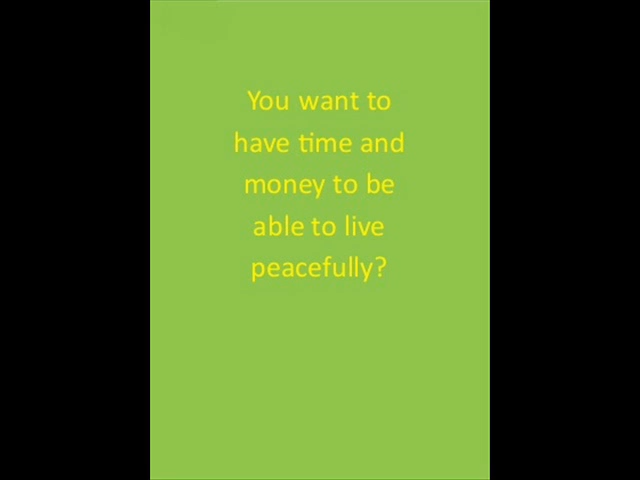 You want to
have time and
money to be
able to live
peacefully?